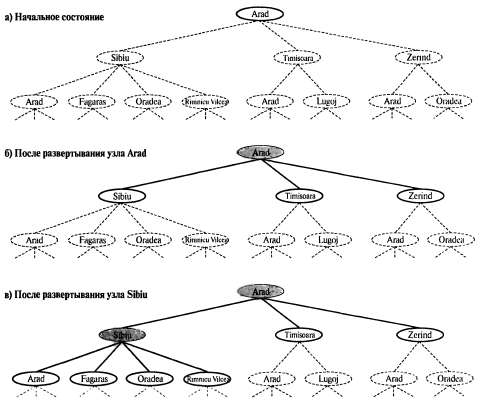 а) Начальное состояние
Arad
Sibiu Timisoara Zerind
Arad Fagaras Oradea Rimnicu Vilcea Arad Lugoj Arad Oradea
б) После развертывания узла Arad
Arad
Sibiu Timisoara Zerind
Arad Fagaras Oradea Rimnicu Vilcea Arad Lugoj Arad Oradea
в) После развертывания узла Sibiu
Arad
Sibiu Timisoara Zerind
Arad Fagaras Oradea Rimnicu Vilcea Arad Lugoj Arad Oradea